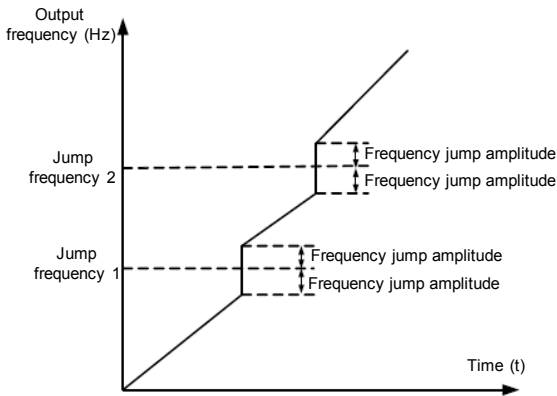 Output
frequency (Hz)
Jump
frequency 2
Frequency jump amplitude
Frequency jump amplitude
Jump
frequency 1
Frequency jump amplitude
Frequency jump amplitude
Time (t)